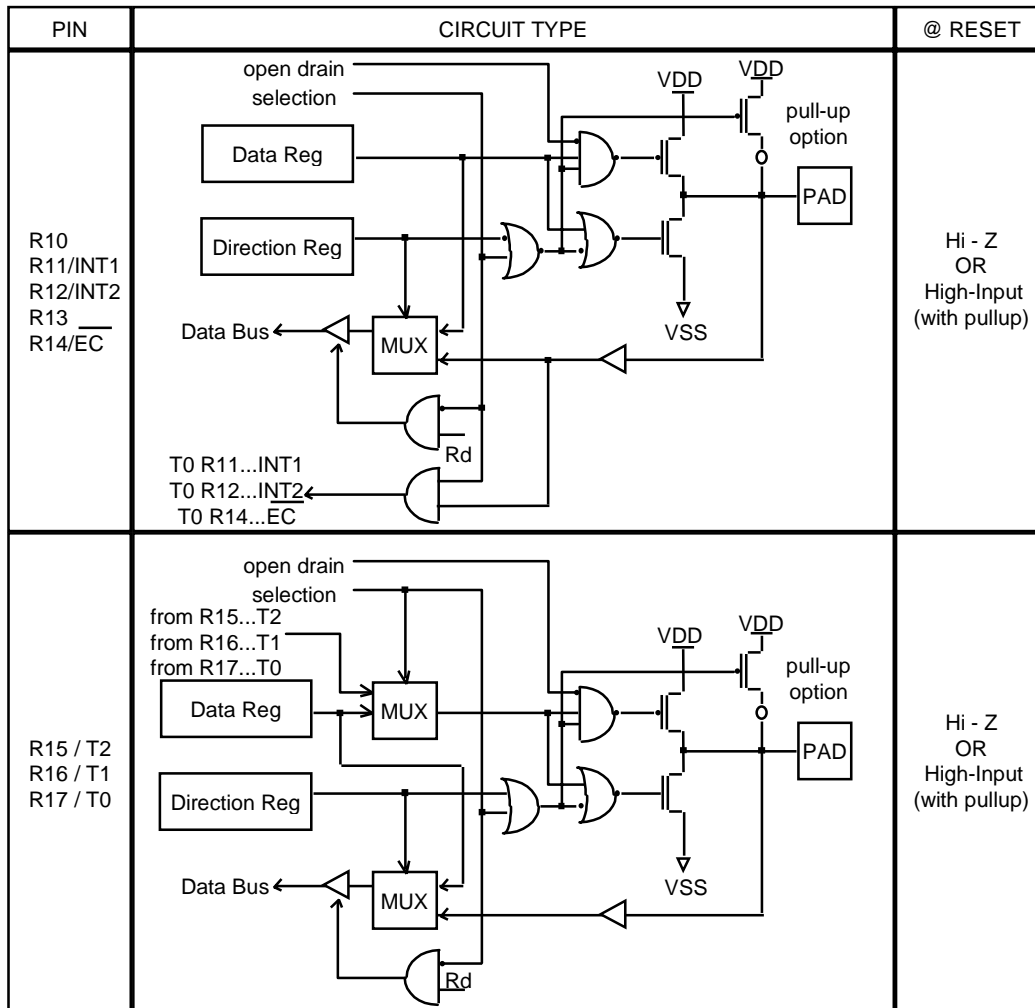 PIN
CIRCUIT TYPE
@ RESET
R10
R11/INT1
R12/INT2
R13
R14/EC
open drain
selection
Data Reg
Direction Reg
Data Bus
MUX
Rd
T0 R11...INT1
T0 R12...INT2
T0 R14...EC
VDD
VDD
pull-up
option
PAD
VSS
Hi - Z
OR
High-Input
(with pullup)
R15 / T2
R16 / T1
R17 / T0
open drain
selection
from R15...T2
from R16...T1
from R17...T0
Data Reg
MUX
Direction Reg
Data Bus
MUX
Rd
VDD
VDD
pull-up
option
PAD
VSS
Hi - Z
OR
High-Input
(with pullup)